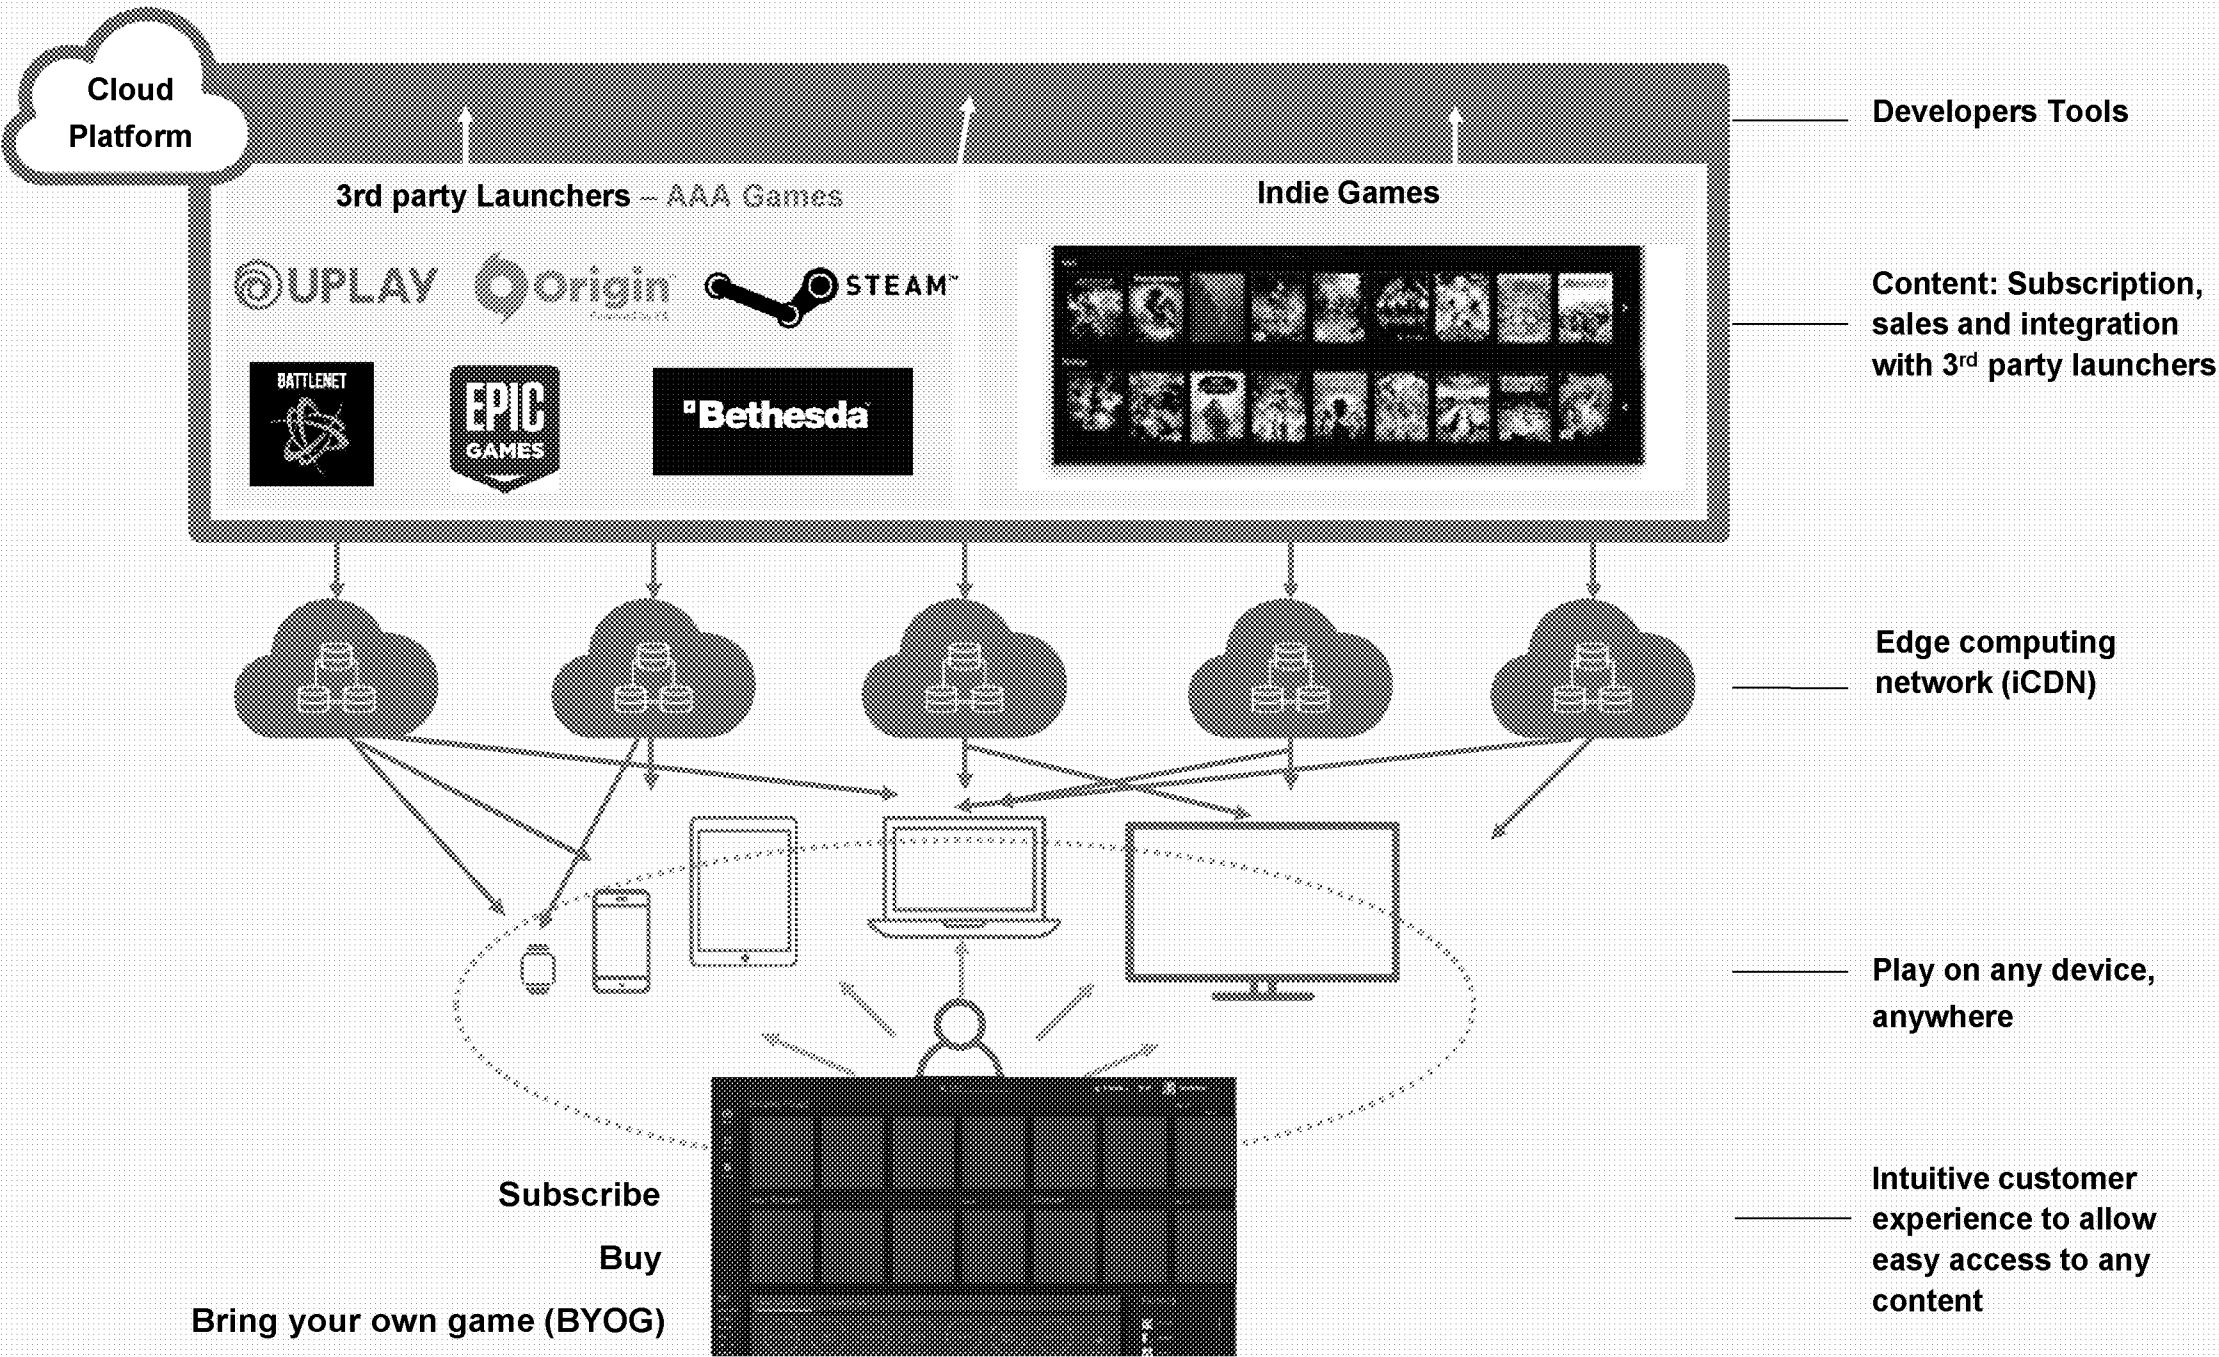 Cloud
Platform
Developers Tools
3rd party Launchers – AAA Games
Indie Games
UPLAY
Origin
STEAM™
BATTLENET
EPIC
GAMES
Bethesda
Content: Subscription,
sales and integration
with 3rd party launchers
Edge computing
network (iCDN)
Play on any device,
anywhere
Subscribe
Buy
Bring your own game (BYOG)
Intuitive customer
experience to allow
easy access to any
content